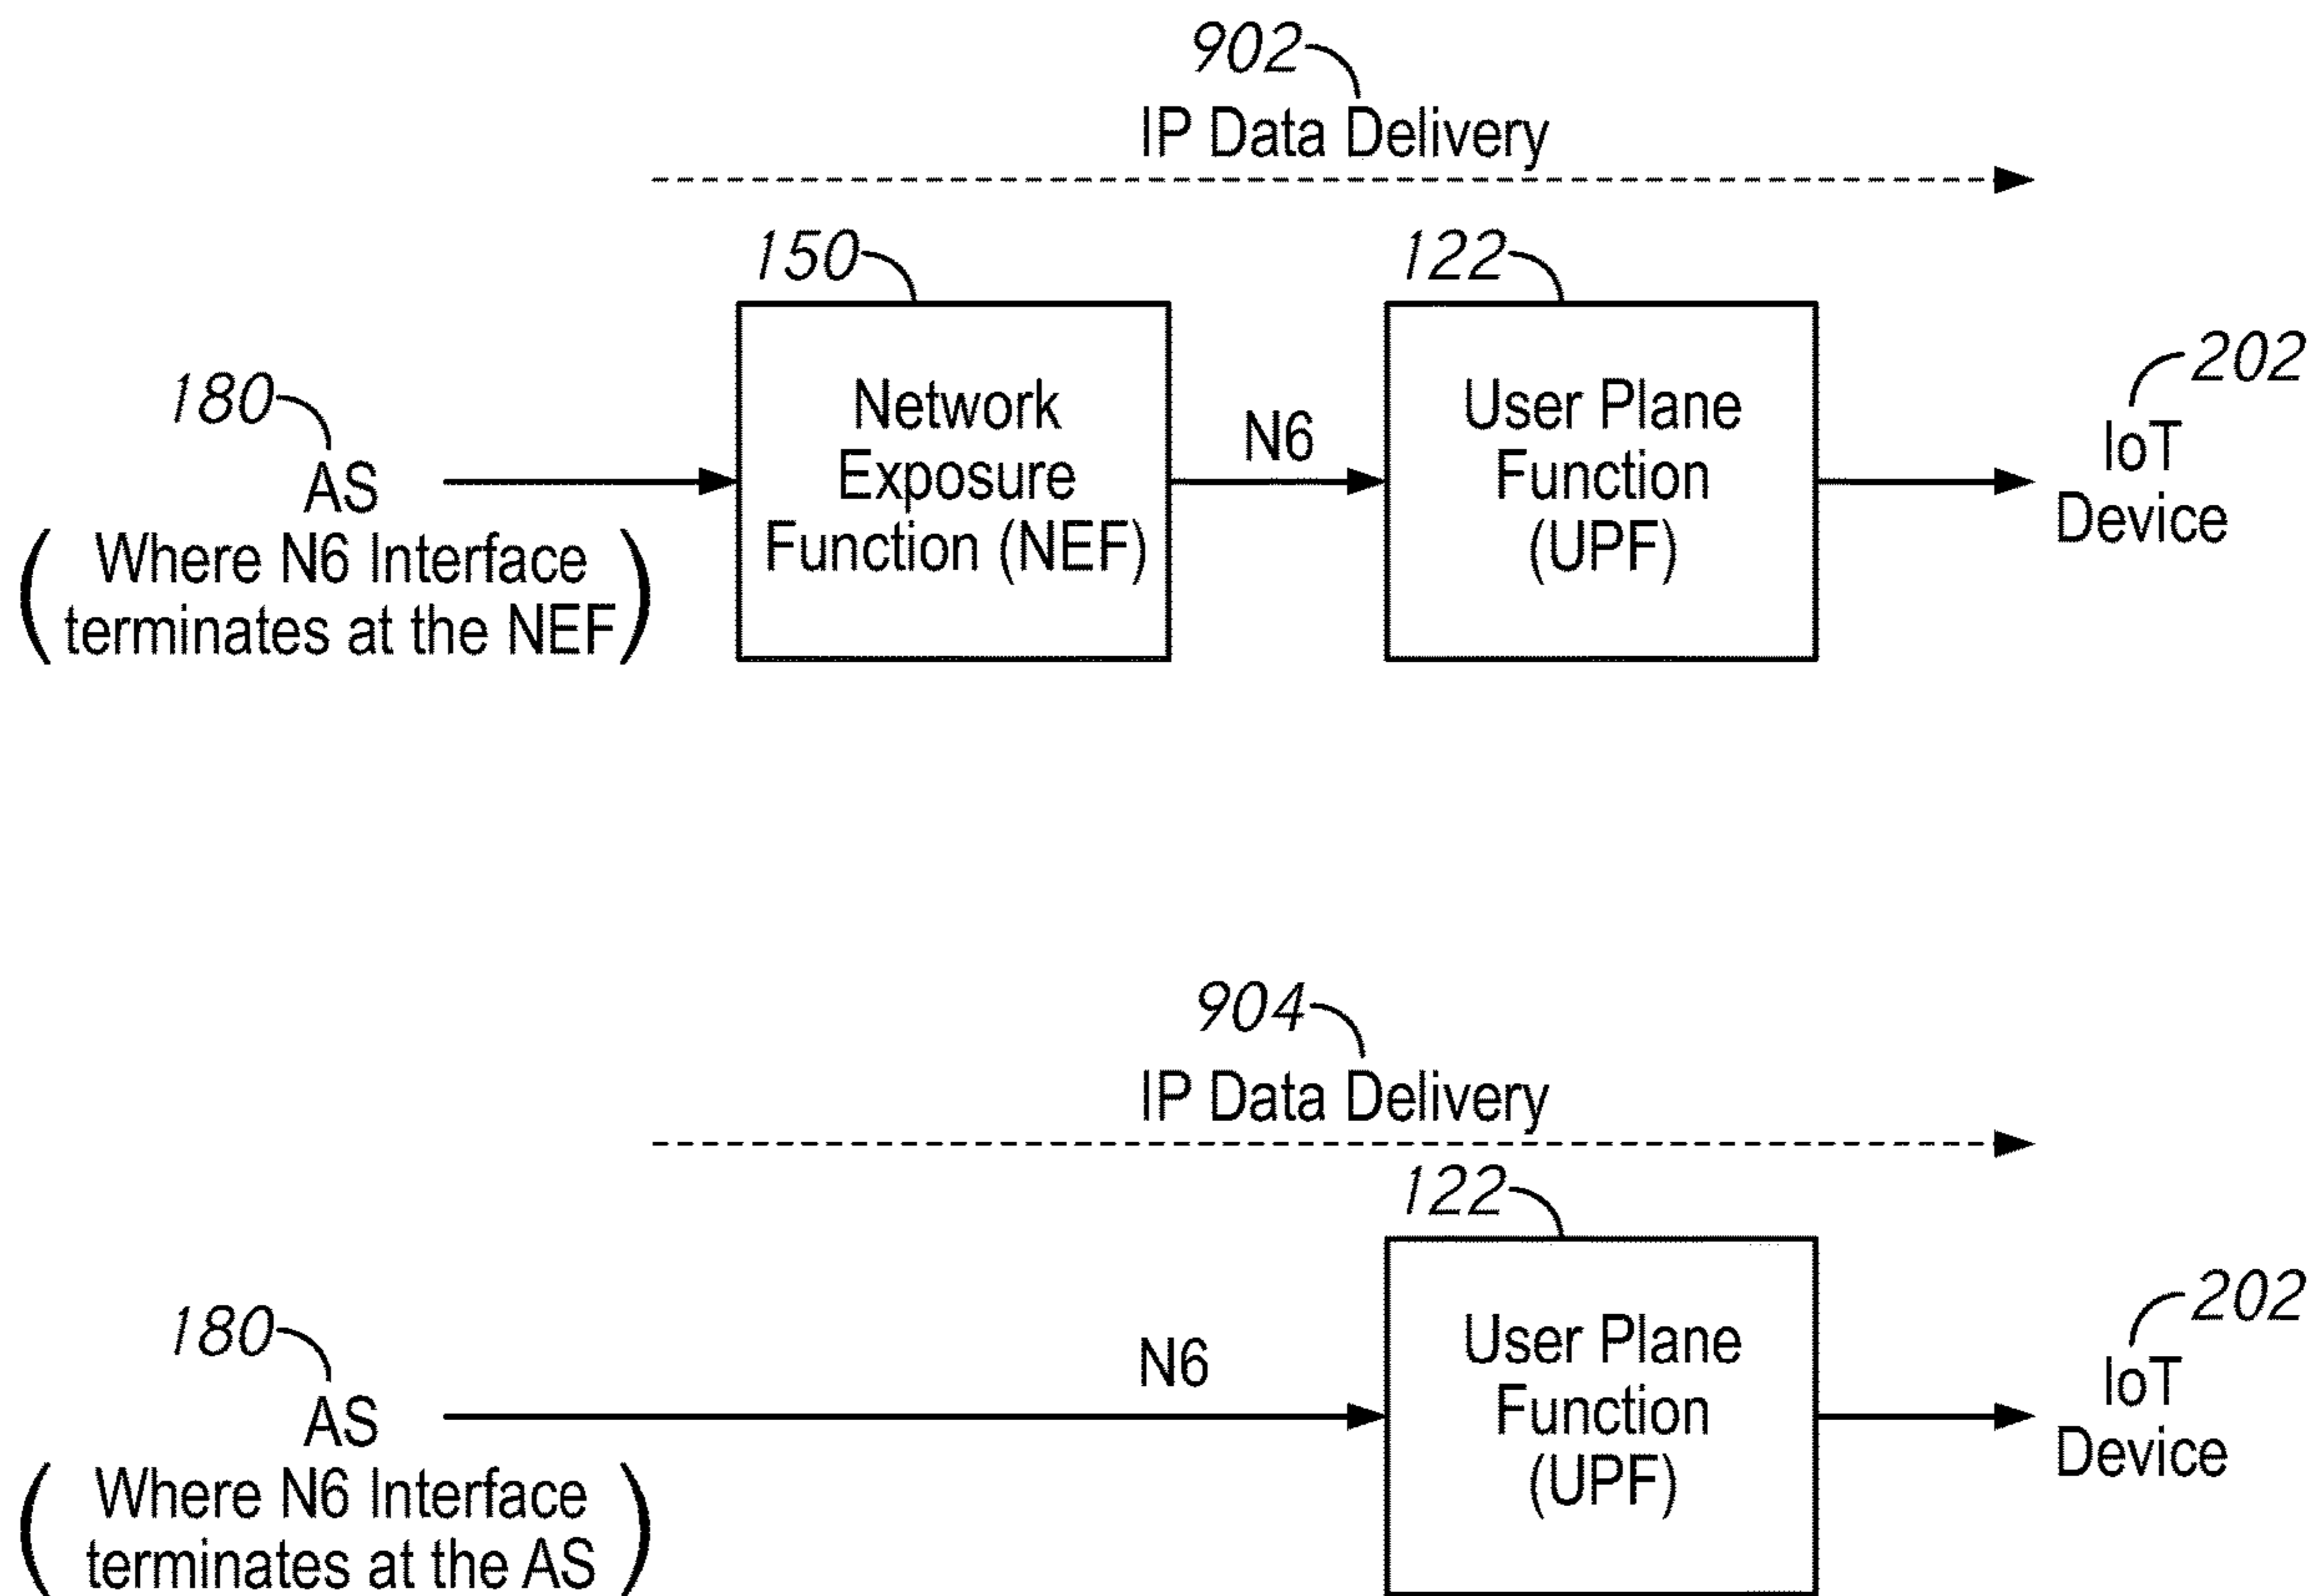 902
IP Data Delivery
150
122
180
202
AS
(Where N6 Interface
terminates at the NEF)
Network
Exposure
Function (NEF)
N6
User Plane
Function
(UPF)
IoT
Device
904
IP Data Delivery
122
180
202
AS
(Where N6 Interface
terminates at the AS)
N6
User Plane
Function
(UPF)
IoT
Device